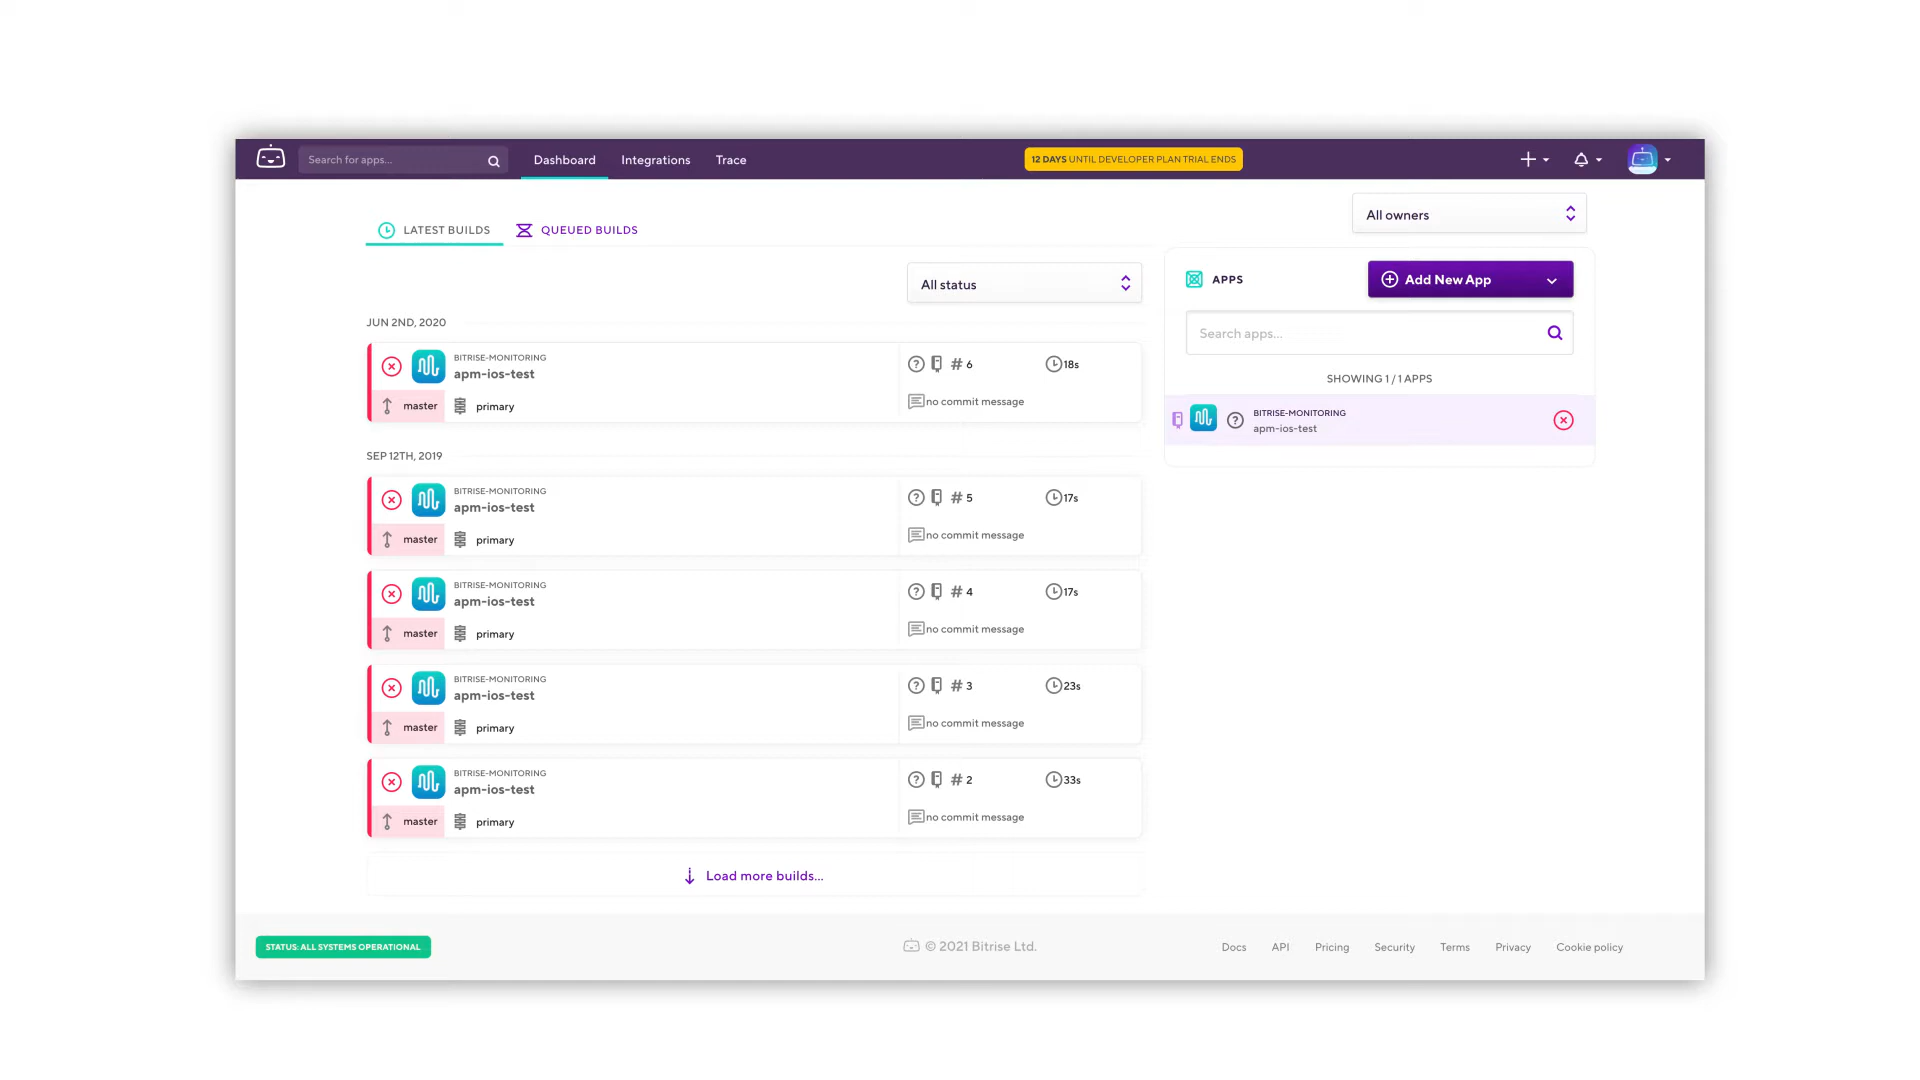 Search for apps...
Dashboard
Integrations
Trace
12 DAYS UNTIL DEVELOPER PLAN TRIAL ENDS
LATEST BUILDS
QUEUED BUILDS
All owners
All status
APPS
Add New App
Search apps...
SHOWING 1 / 1 APPS
BITRISE-MONITORING
apm-ios-test
JUN 2ND, 2020
BITRISE-MONITORING
apm-ios-test
# 6
18s
master
primary
no commit message
SEP 12TH, 2019
BITRISE-MONITORING
apm-ios-test
# 5
17s
master
primary
no commit message
BITRISE-MONITORING
apm-ios-test
# 4
17s
master
primary
no commit message
BITRISE-MONITORING
apm-ios-test
# 3
23s
master
primary
no commit message
BITRISE-MONITORING
apm-ios-test
# 2
33s
master
primary
no commit message
Load more builds...
STATUS: ALL SYSTEMS OPERATIONAL
© 2021 Bitrise Ltd.
Docs
API
Pricing
Security
Terms
Privacy
Cookie policy